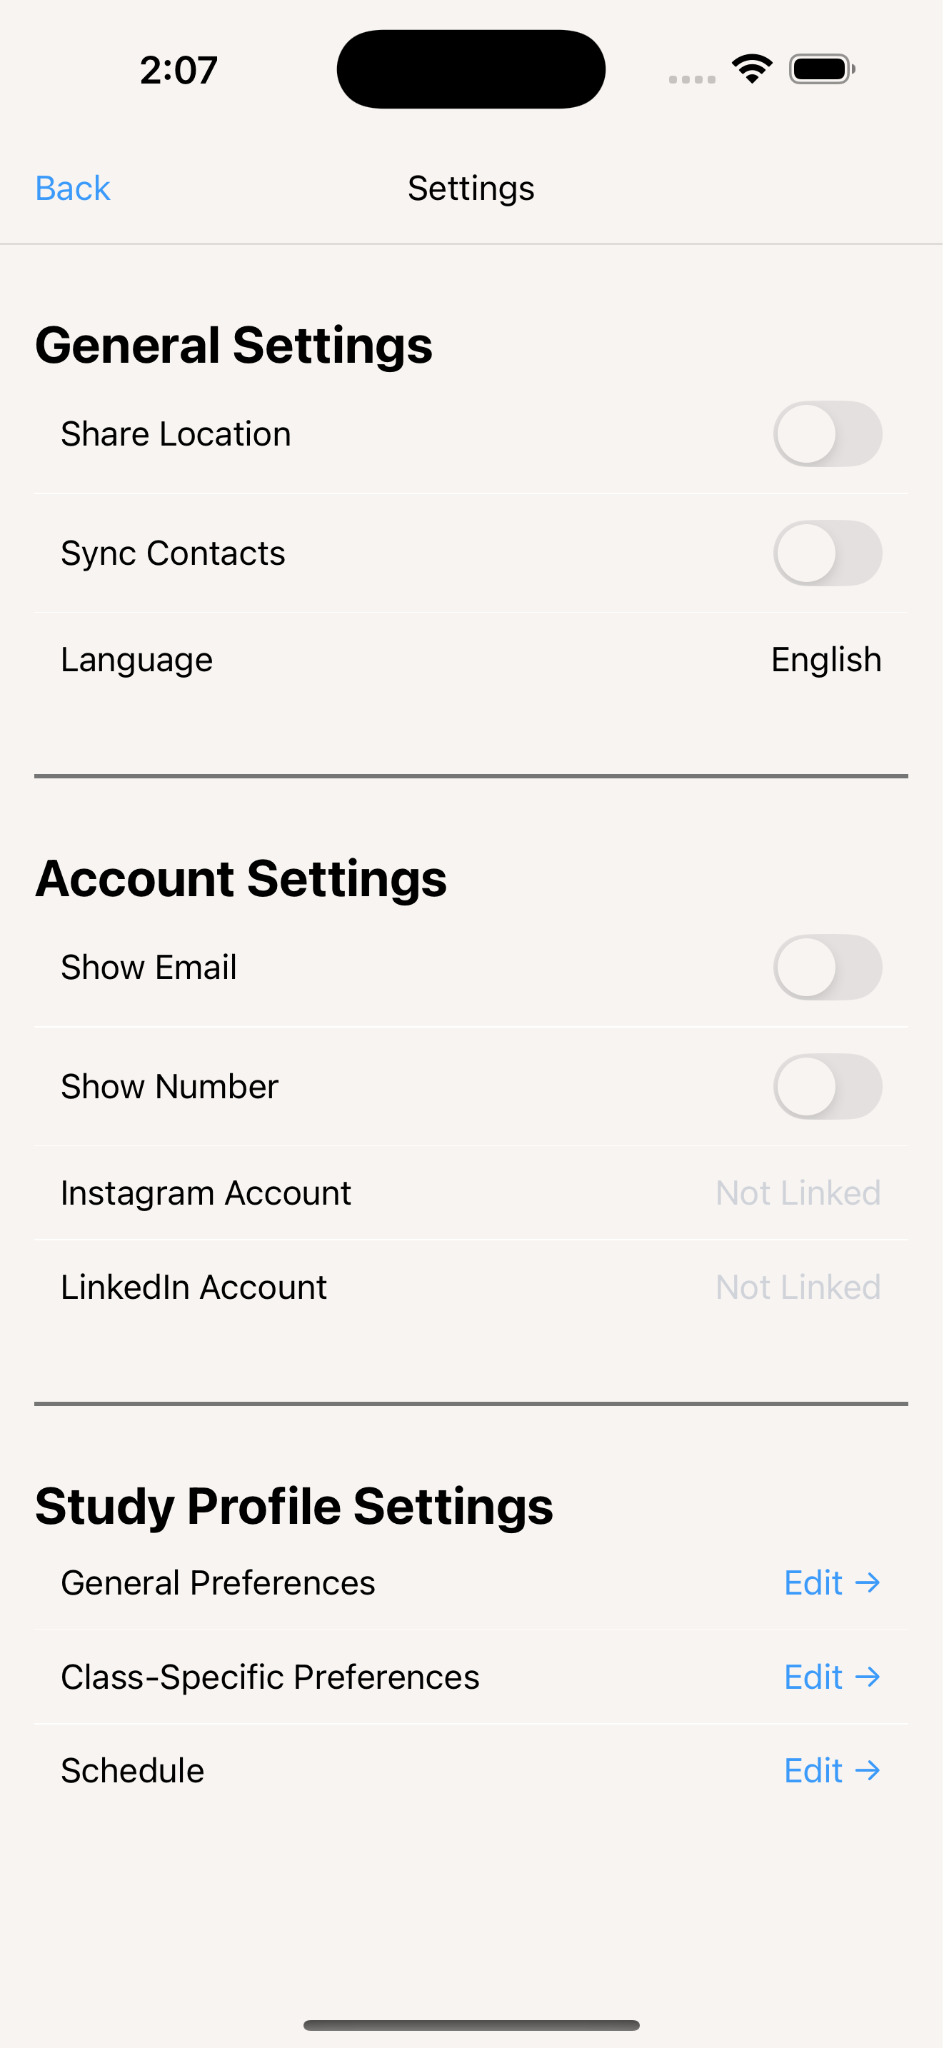 2:07
Back
Settings
General Settings
Share Location
Sync Contacts
Language English
Account Settings
Show Email
Show Number
Instagram Account Not Linked
LinkedIn Account Not Linked
Study Profile Settings
General Preferences Edit →
Class-Specific Preferences Edit →
Schedule Edit →